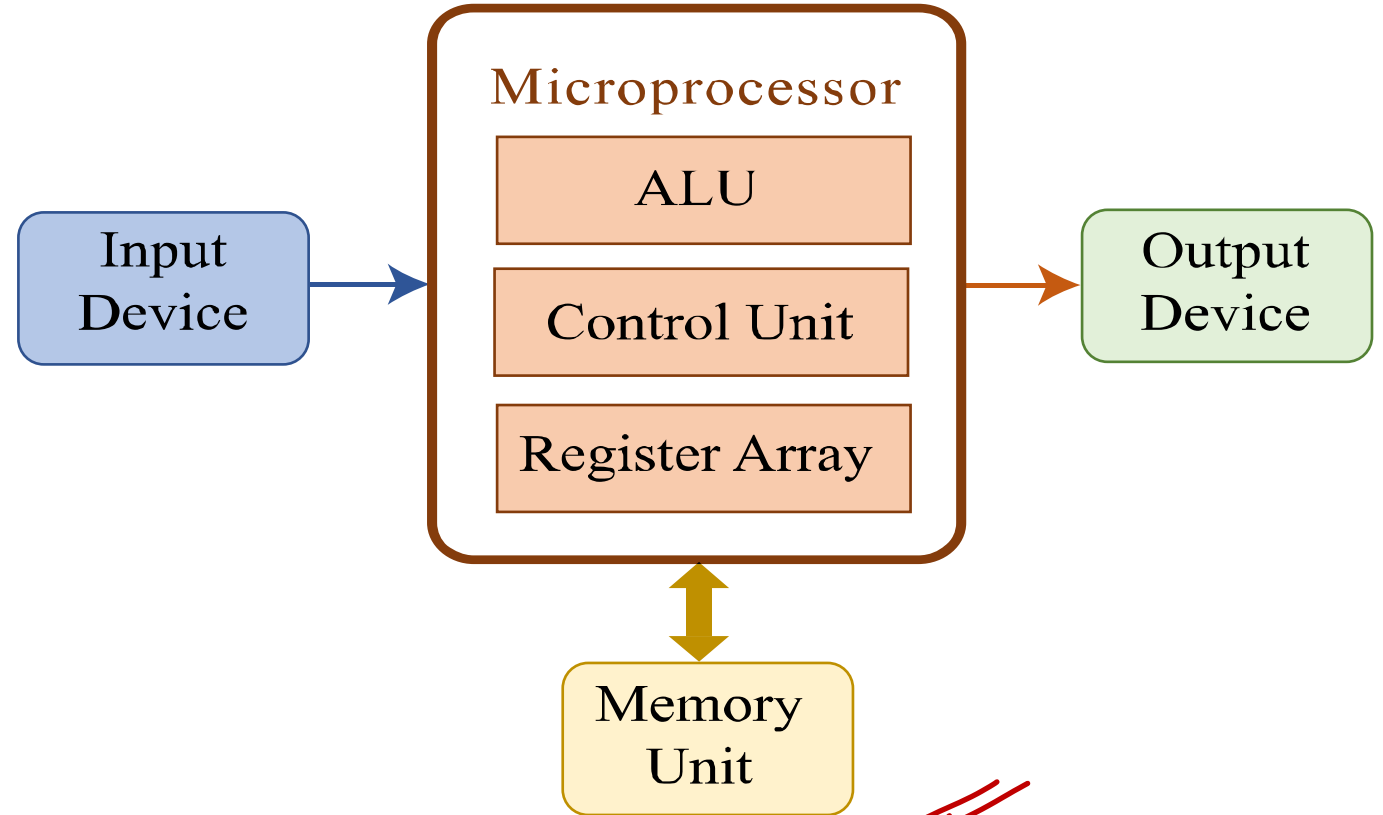 Microprocessor
ALU
Input
Device
Control Unit
Output
Device
Register Array
Memory
Unit